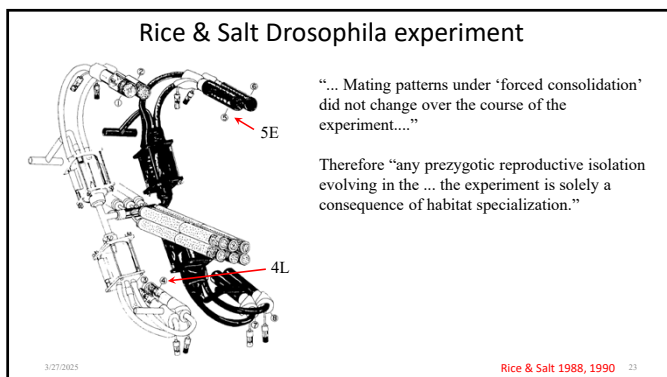 Rice & Salt Drosophila experiment
“... Mating patterns under ‘forced consolidation’
did not change over the course of the
experiment....”
5E
Therefore “any prezygotic reproductive isolation
evolving in the ... the experiment is solely a
consequence of habitat specialization.”
4L
3/27/2025
Rice & Salt 1988, 1990
23